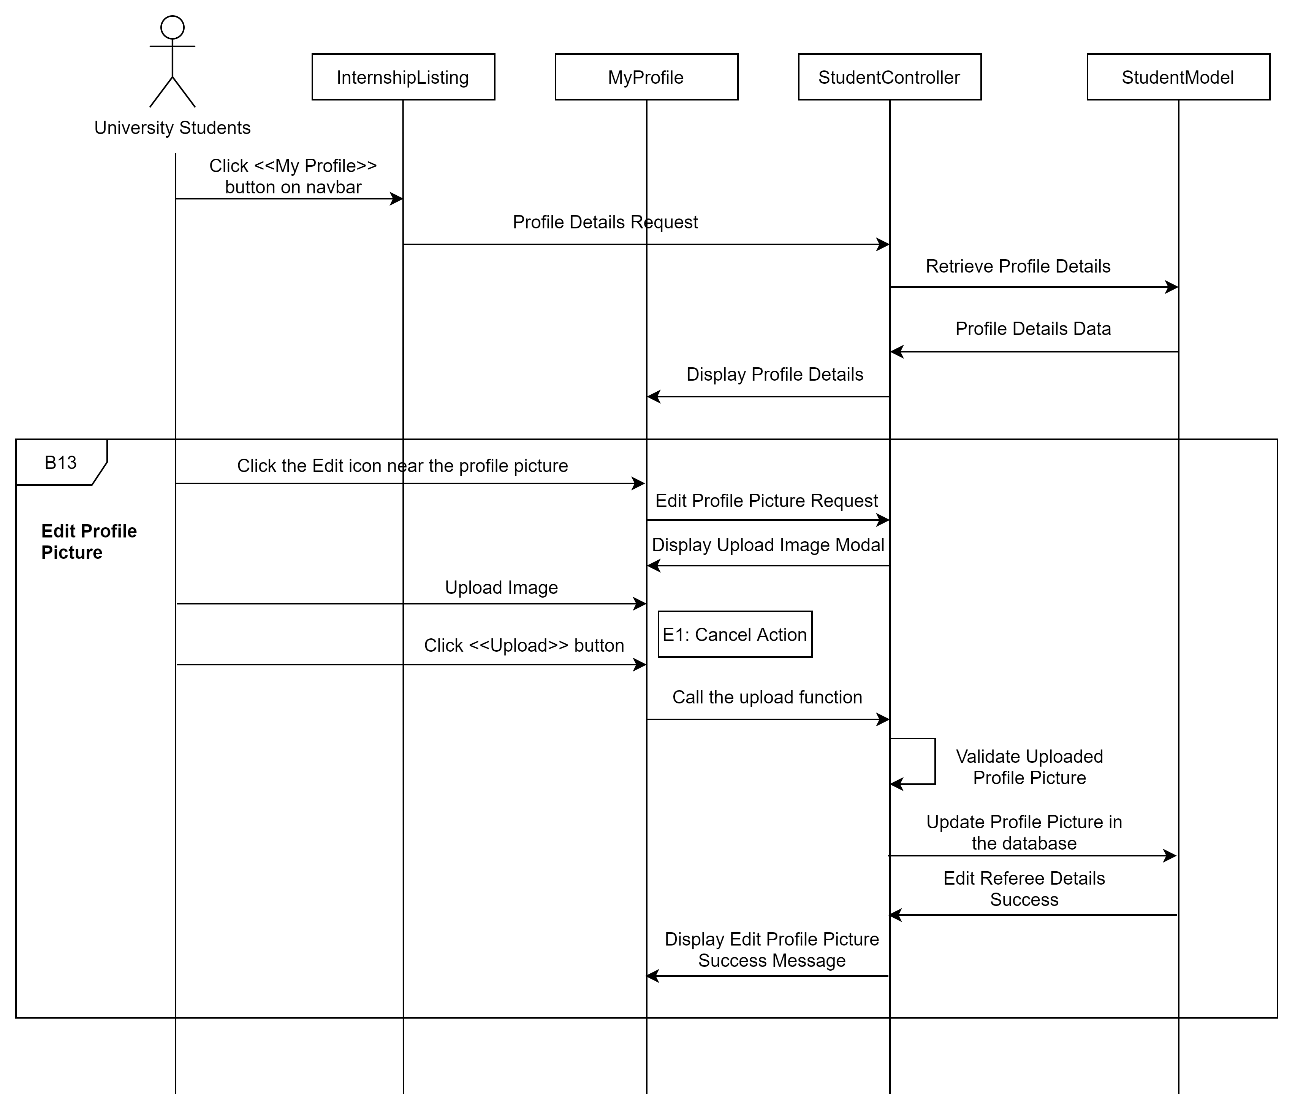 University Students
InternshipListing
MyProfile
StudentController
StudentModel
Click <<My Profile>>
button on navbar
Profile Details Request
Retrieve Profile Details
Profile Details Data
Display Profile Details
B13
Edit Profile
Picture
Click the Edit icon near the profile picture
Edit Profile Picture Request
Display Upload Image Modal
Upload Image
E1: Cancel Action
Click <<Upload>> button
Call the upload function
Validate Uploaded
Profile Picture
Update Profile Picture in
the database
Edit Referee Details
Success
Display Edit Profile Picture
Success Message